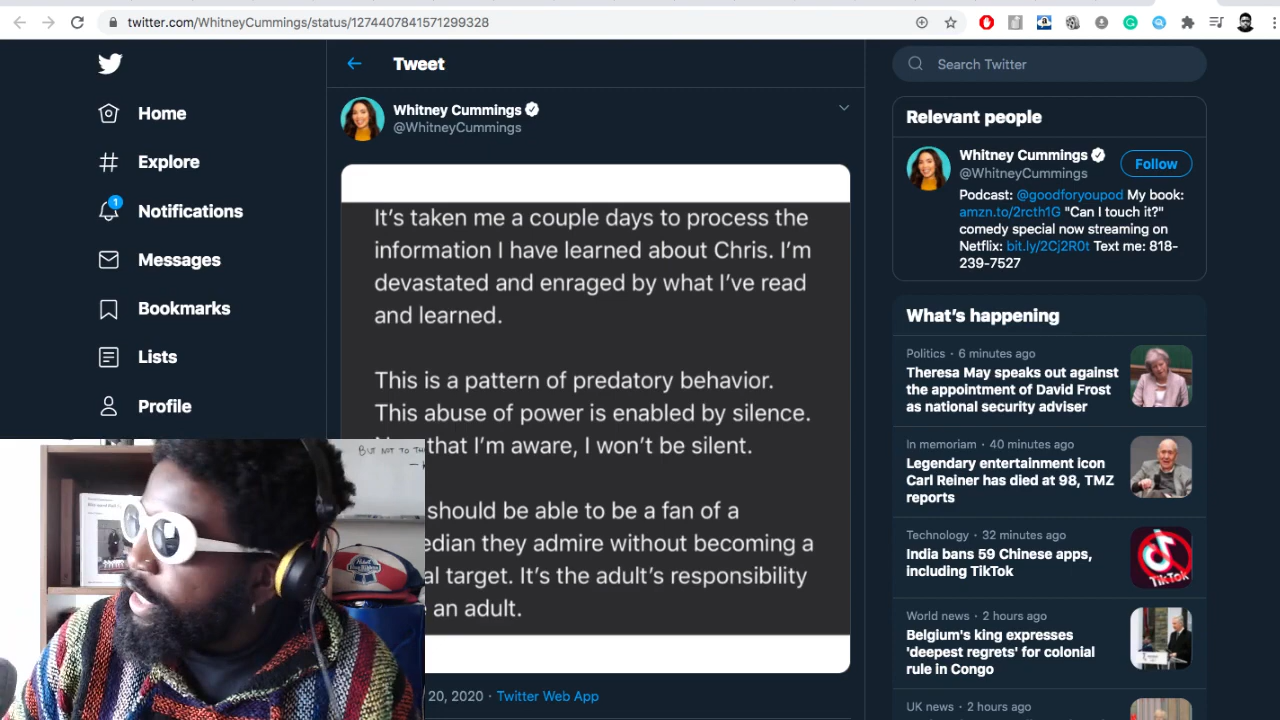 twitter.com/WhitneyCummings/status/1274407841571299328
Home
Explore
1
Notifications
Messages
Bookmarks
Lists
Profile
Tweet
Whitney Cummings
@WhitneyCummings
It's taken me a couple days to process the
information I have learned about Chris. I'm
devastated and enraged by what I've read
and learned.
This is a pattern of predatory behavior.
This abuse of power is enabled by silence.
that I'm aware, I won't be silent.
should be able to be a fan of a
they admire without becoming a
target. It's the adult's responsibility
an adult.
20, 2020 · Twitter Web App
BUT NOT TO
Search Twitter
Relevant people
Whitney Cummings
@WhitneyCummings
Follow
Podcast: @goodforyoupod My book:
amzn.to/2rcth1G "Can I touch it?"
comedy special now streaming on
Netflix: bit.ly/2Cj2R0t Text me: 818-
239-7527
What's happening
Politics · 6 minutes ago
Theresa May speaks out against
the appointment of David Frost
as national security adviser
In memoriam · 40 minutes ago
Legendary entertainment icon
Carl Reiner has died at 98, TMZ
reports
Technology · 32 minutes ago
India bans 59 Chinese apps,
including TikTok
TikTok
World news · 2 hours ago
Belgium's king expresses
'deepest regrets' for colonial
rule in Congo
UK news · 2 hours ago